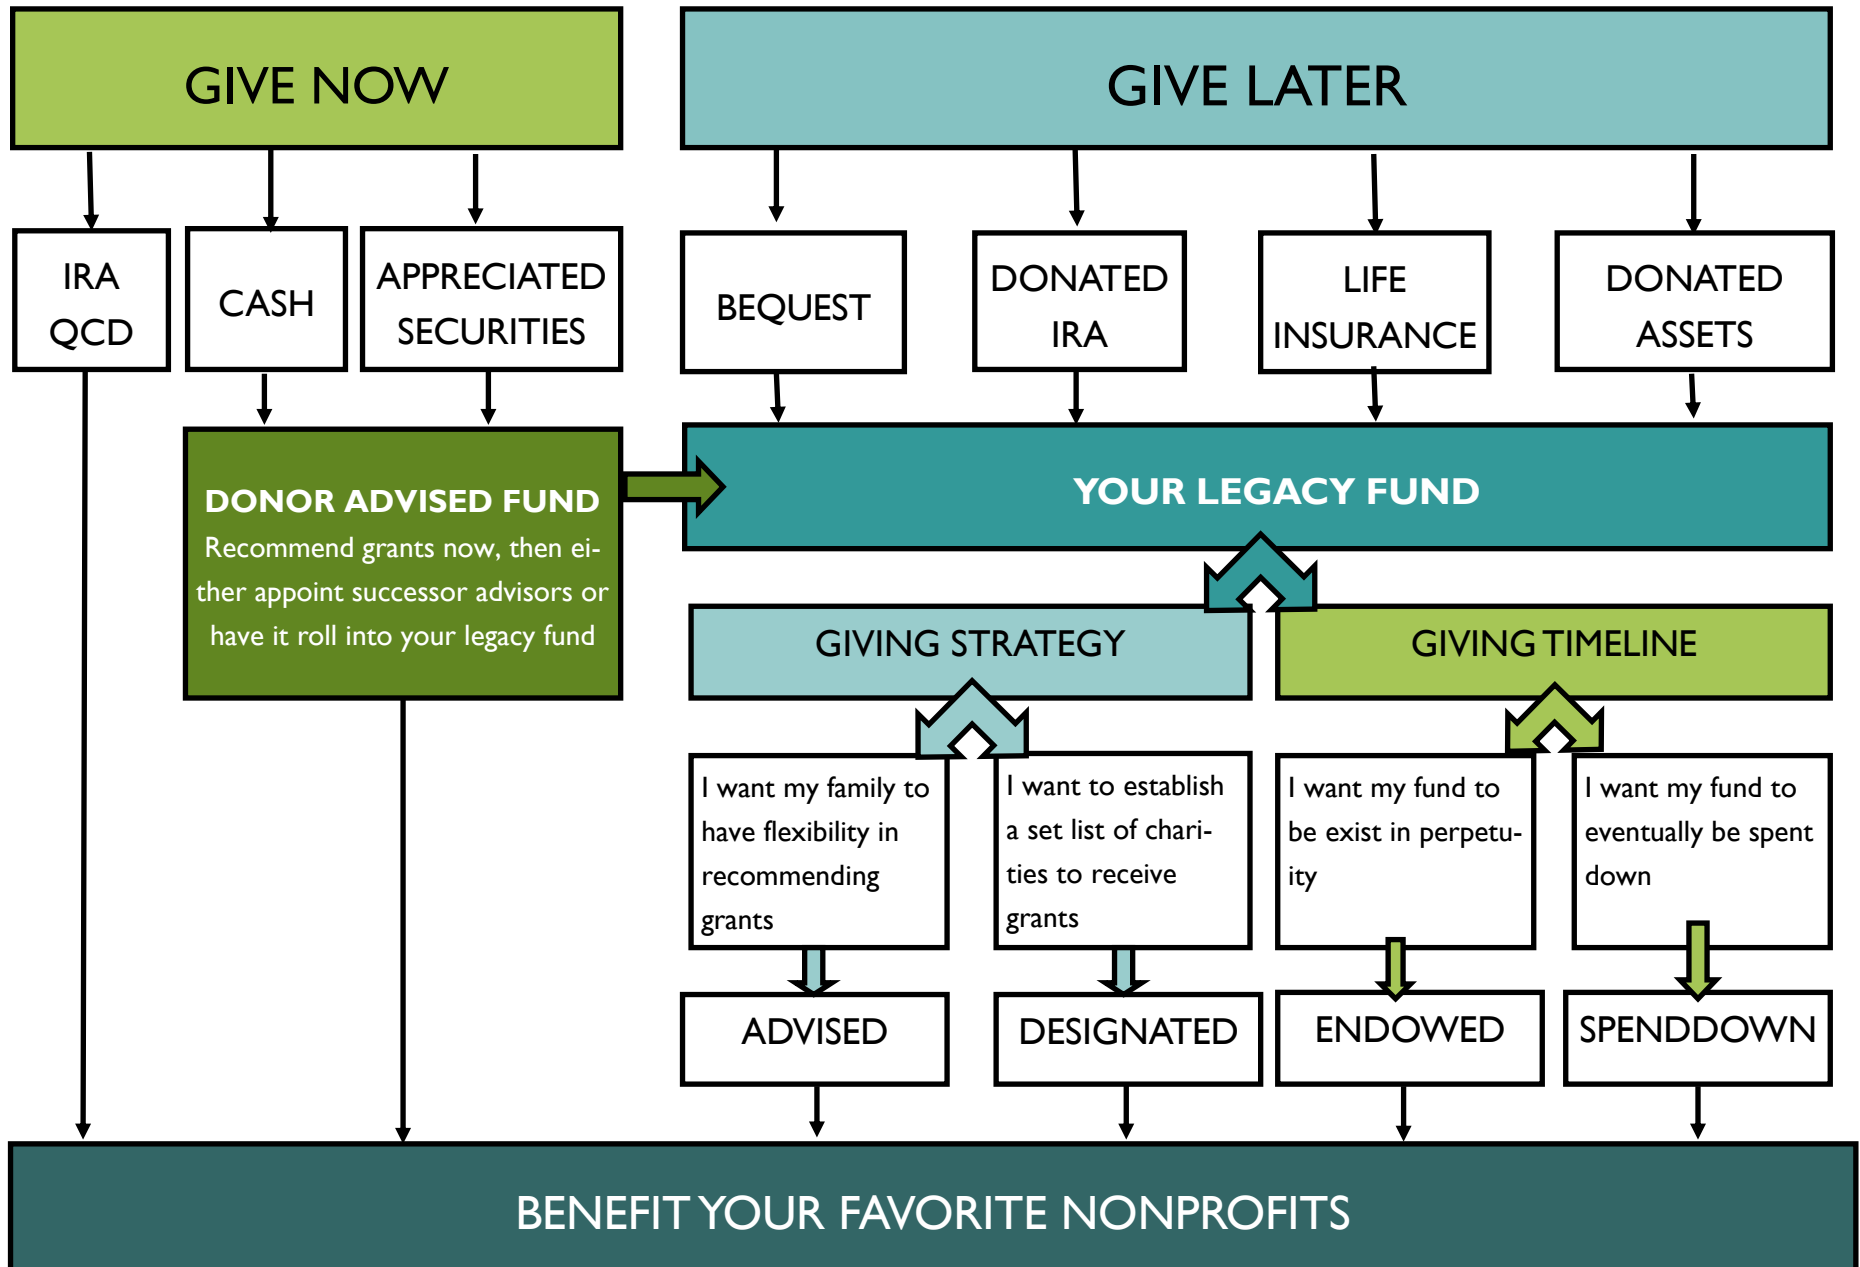 GIVE NOW
GIVE LATER
IRA
QCD
CASH
APPRECIATED
SECURITIES
BEQUEST
DONATED
IRA
LIFE
INSURANCE
DONATED
ASSETS
DONOR ADVISED FUND
Recommend grants now, then ei-
ther appoint successor advisors or
have it roll into your legacy fund
YOUR LEGACY FUND
GIVING STRATEGY
GIVING TIMELINE
I want my family to
have flexibility in
recommending
grants
I want to establish
a set list of chari-
ties to receive
grants
I want my fund to
be exist in perpetu-
ity
I want my fund to
eventually be spent
down
ADVISED
DESIGNATED
ENDOWED
SPENDDOWN
BENEFIT YOUR FAVORITE NONPROFITS